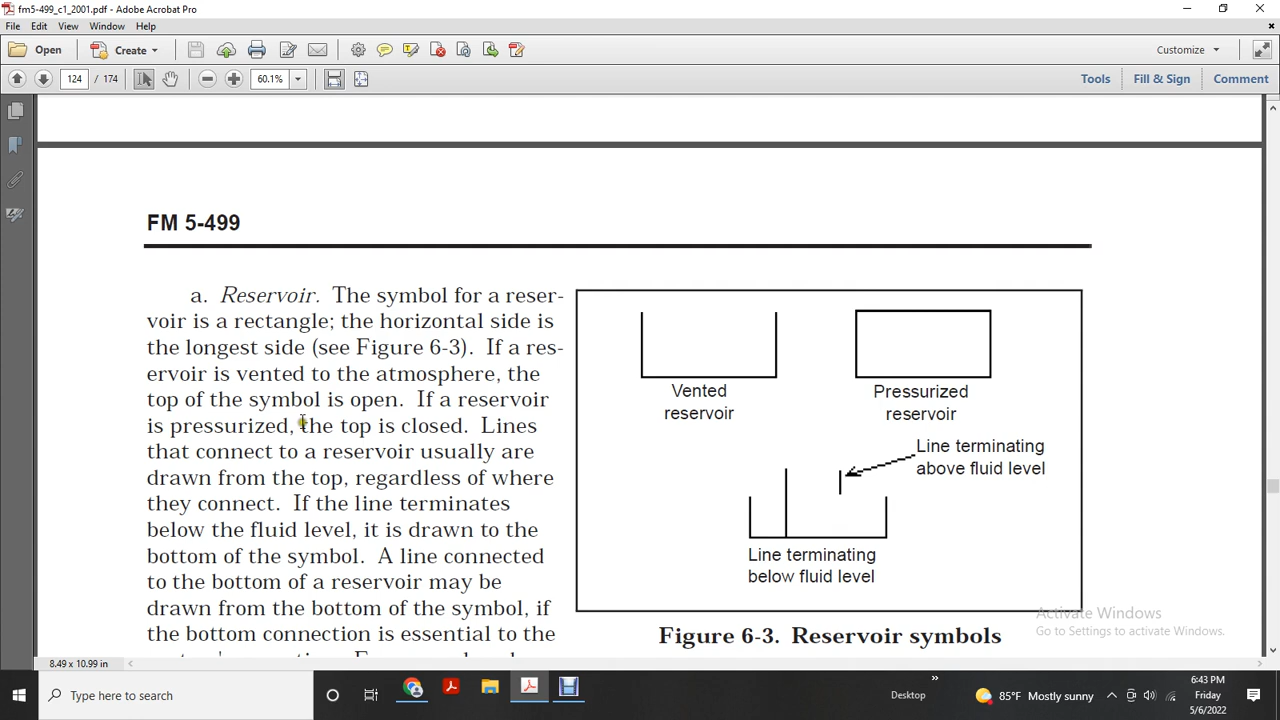 fm5-499_c1_2001.pdf - Adobe Acrobat Pro
File Edit View Window Help
Open Create Customize
124 / 174 60.1% Tools Fill & Sign Comment
FM 5-499
a. Reservoir. The symbol for a reser-
voir is a rectangle; the horizontal side is
the longest side (see Figure 6-3). If a res-
ervoir is vented to the atmosphere, the
top of the symbol is open. If a reservoir
is pressurized, the top is closed. Lines
that connect to a reservoir usually are
drawn from the top, regardless of where
they connect. If the line terminates
below the fluid level, it is drawn to the
bottom of the symbol. A line connected
to the bottom of a reservoir may be
drawn from the bottom of the symbol, if
the bottom connection is essential to the
Vented
reservoir
Pressurized
reservoir
Line terminating
above fluid level
Line terminating
below fluid level
Figure 6-3. Reservoir symbols
Activate Windows
Go to Settings to activate Windows.
8.49 x 10.99 in
Type here to search
Desktop
85°F Mostly sunny
6:43 PM
Friday
5/6/2022